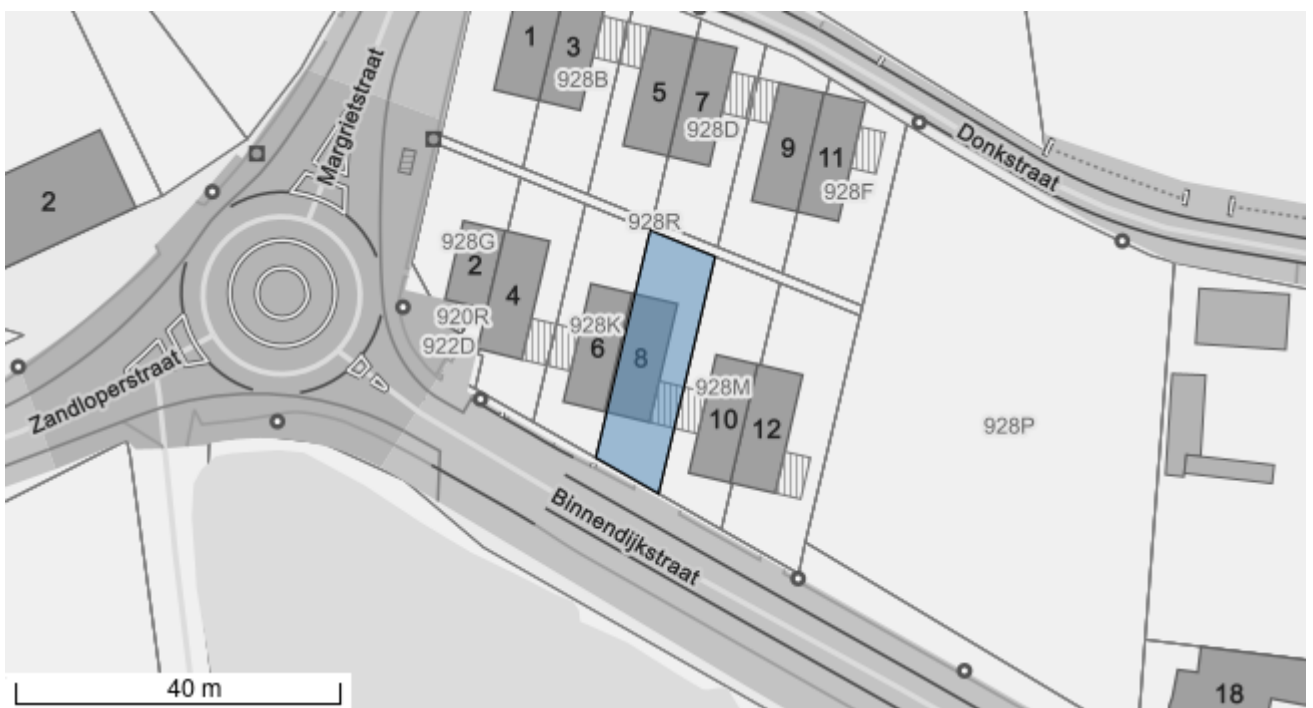 1
3
928B
5
7
928D
9
11
928F
Margrietstraat
Donkstraat
2
928R
928G
2
4
920R
922D
928K
6
8
928M
10
12
928P
Zandloperstraat
Binnendijkstraat
40 m
18